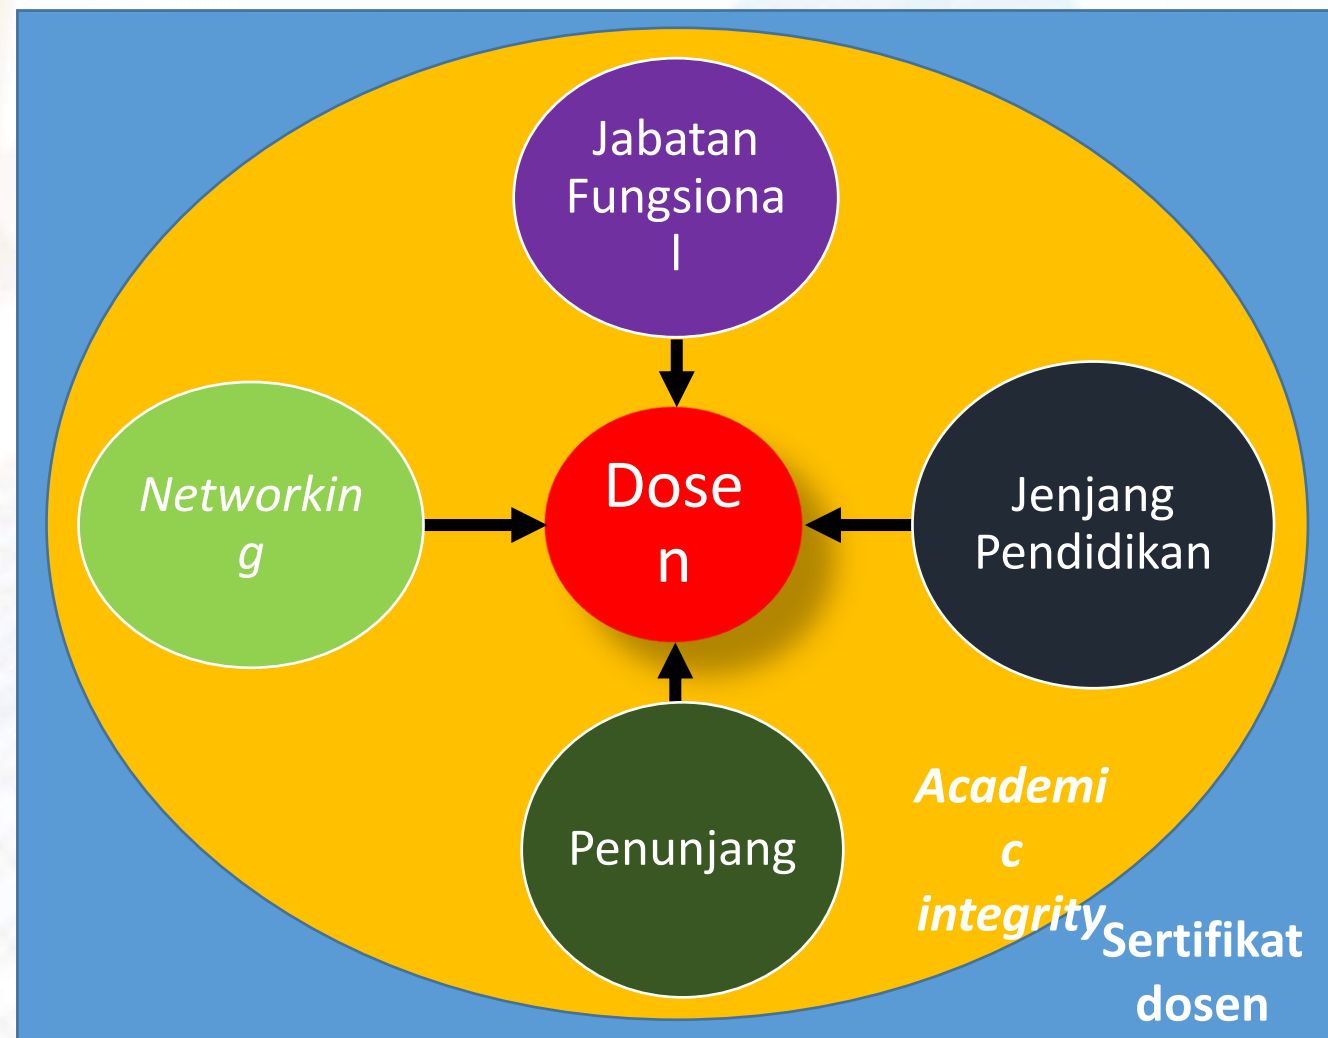 Jabatan
Fungsiona
l
Networkin
g
Dose
n
Jenjang
Pendidikan
Penunjang
Academi
c
integrity
Sertifikat
dosen